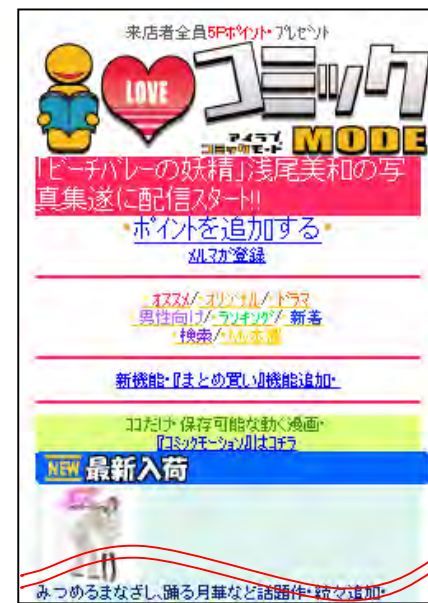 来店者全員5Pポイント・プレゼント
LOVE
コミック
アイラブ
コミックモード
MODE
「ビーチバレーの妖精」浅尾美和の写
真集遂に配信スタート!!
・ポイントを追加する・
メルマガ登録
・オススメ/・オリジナル/・ドラマ
・男性向け/・ランキング/・新着
・検索/・My本棚
新機能・『まとめ買い』機能追加・
ココだけ・保存可能な動く漫画・
『コミックモーション』はコチラ
NEW 最新入荷
みつめるまなざし、踊る月華など話題作・続々追加・